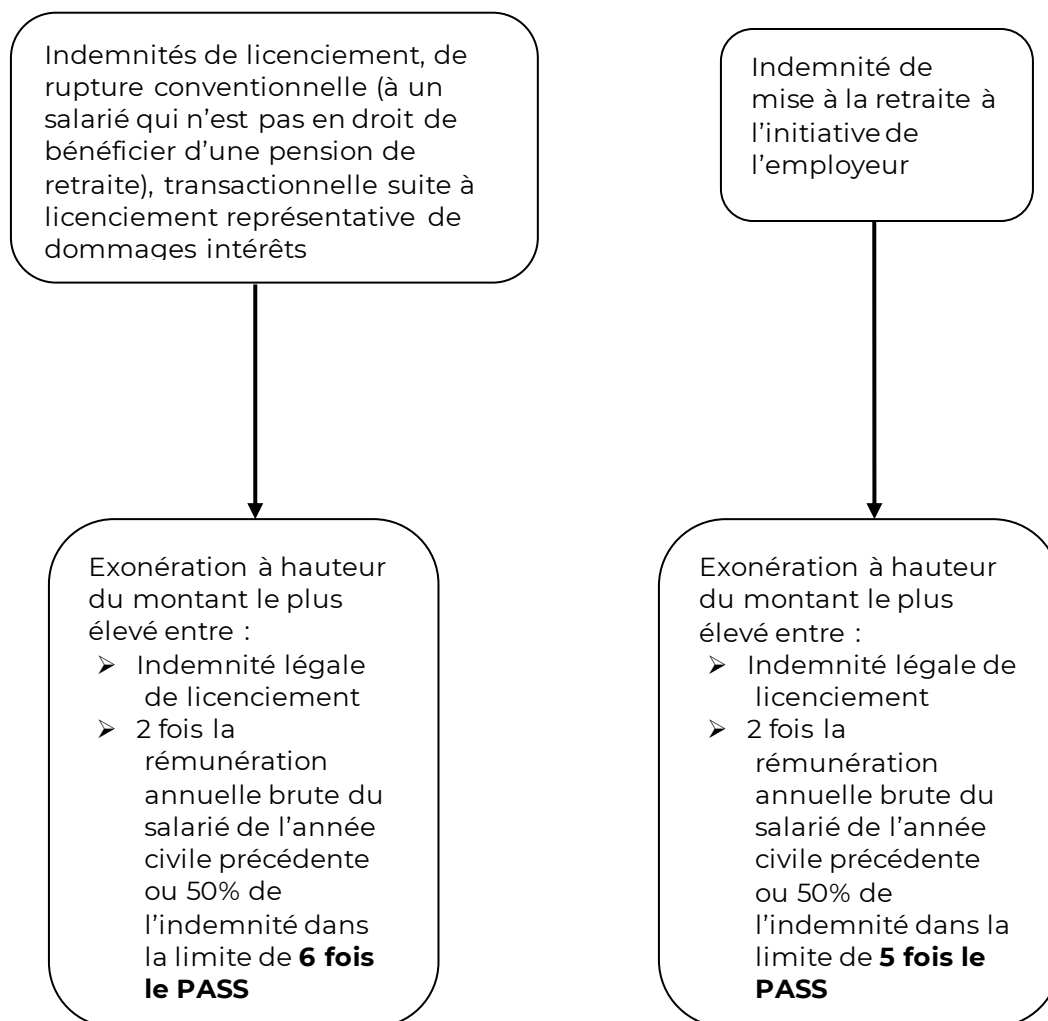 Indemnités de licenciement, de
rupture conventionnelle (à un
salarié qui n'est pas en droit de
bénéficier d'une pension de
retraite), transactionnelle suite à
licenciement représentative de
dommages intérêts
Indemnité de
mise à la retraite à
l'initiative de
l'employeur
Exonération à hauteur
du montant le plus
élevé entre :
➢ Indemnité légale
de licenciement
➢ 2 fois la
rémunération
annuelle brute du
salarié de l'année
civile précédente
ou 50% de
l'indemnité dans
la limite de 6 fois
le PASS
Exonération à hauteur
du montant le plus
élevé entre :
➢ Indemnité légale de
licenciement
➢ 2 fois la
rémunération
annuelle brute du
salarié de l'année
civile précédente
ou 50% de
l'indemnité dans la
limite de 5 fois le
PASS